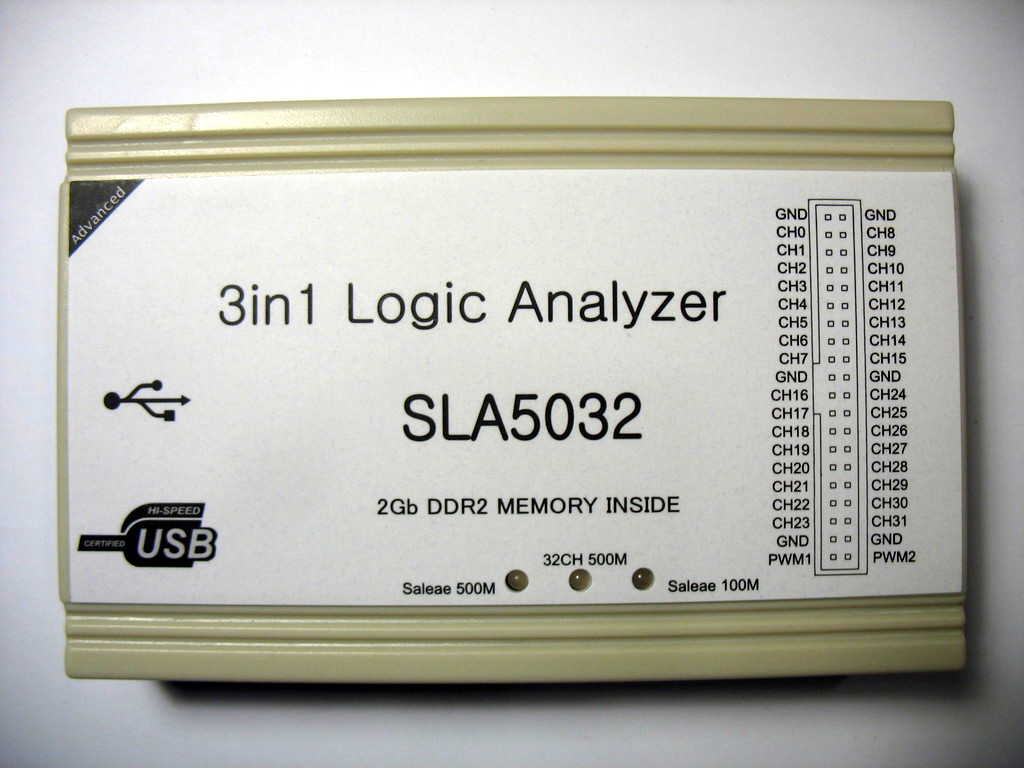 Advanced
3in1 Logic Analyzer
SLA5032
2Gb DDR2 MEMORY INSIDE
HI-SPEED
CERTIFIED USB
32CH 500M
Saleae 500M
Saleae 100M
GND GND
CH0 CH8
CH1 CH9
CH2 CH10
CH3 CH11
CH4 CH12
CH5 CH13
CH6 CH14
CH7 CH15
GND GND
CH16 CH24
CH17 CH25
CH18 CH26
CH19 CH27
CH20 CH28
CH21 CH29
CH22 CH30
CH23 CH31
GND GND
PWM1 PWM2